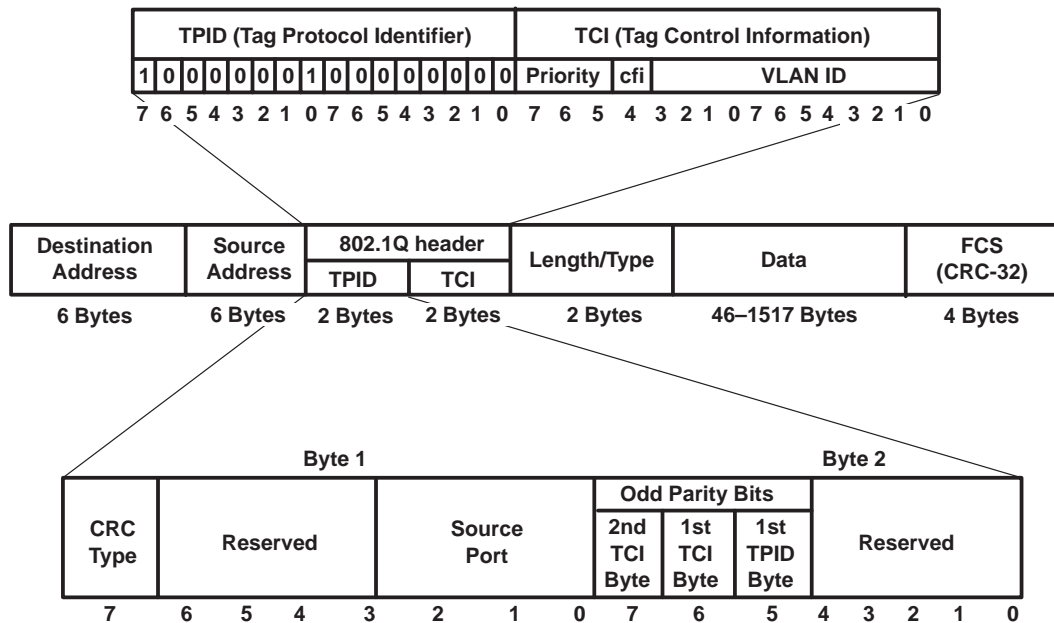 TPID (Tag Protocol Identifier) TCI (Tag Control Information)
1 0 0 0 0 0 0 1 0 0 0 0 0 0 0 0 Priority cfi VLAN ID
7 6 5 4 3 2 1 0 7 6 5 4 3 2 1 0 7 6 5 4 3 2 1 0 7 6 5 4 3 2 1 0
Destination Address
Source Address
802.1Q header
TPID TCI
Length/Type
Data
FCS (CRC-32)
6 Bytes 6 Bytes 2 Bytes 2 Bytes 2 Bytes 46–1517 Bytes 4 Bytes
Byte 1 Byte 2
CRC Type
Reserved
Source Port
Odd Parity Bits
2nd TCI Byte
1st TCI Byte
1st TPID Byte
Reserved
7 6 5 4 3 2 1 0 7 6 5 4 3 2 1 0